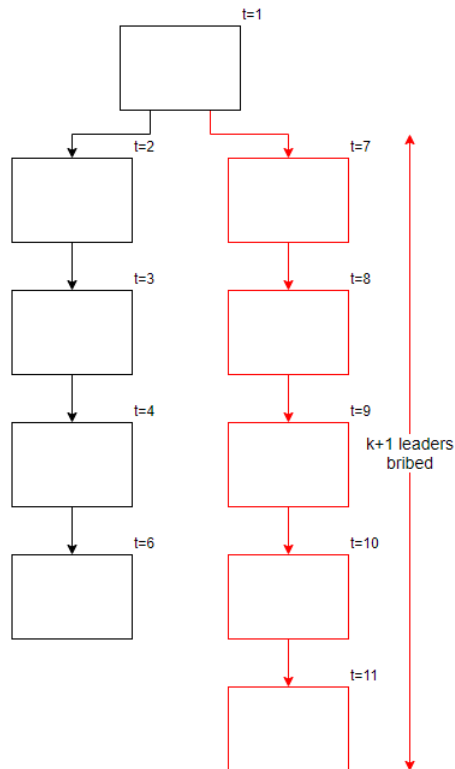 t=1
t=2
t=7
t=3
t=8
t=4
t=9
k+1 leaders
bribed
t=6
t=10
t=11